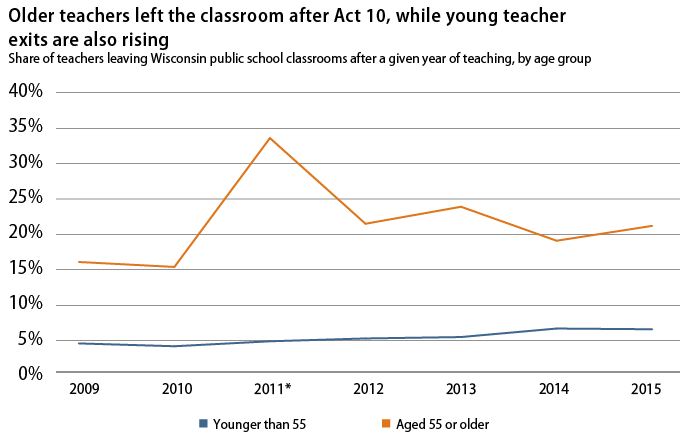 Older teachers left the classroom after Act 10, while young teacher
exits are also rising
Share of teachers leaving Wisconsin public school classrooms after a given year of teaching, by age group
40%
35%
30%
25%
20%
15%
10%
5%
0%
2009 2010 2011* 2012 2013 2014 2015
Younger than 55 Aged 55 or older